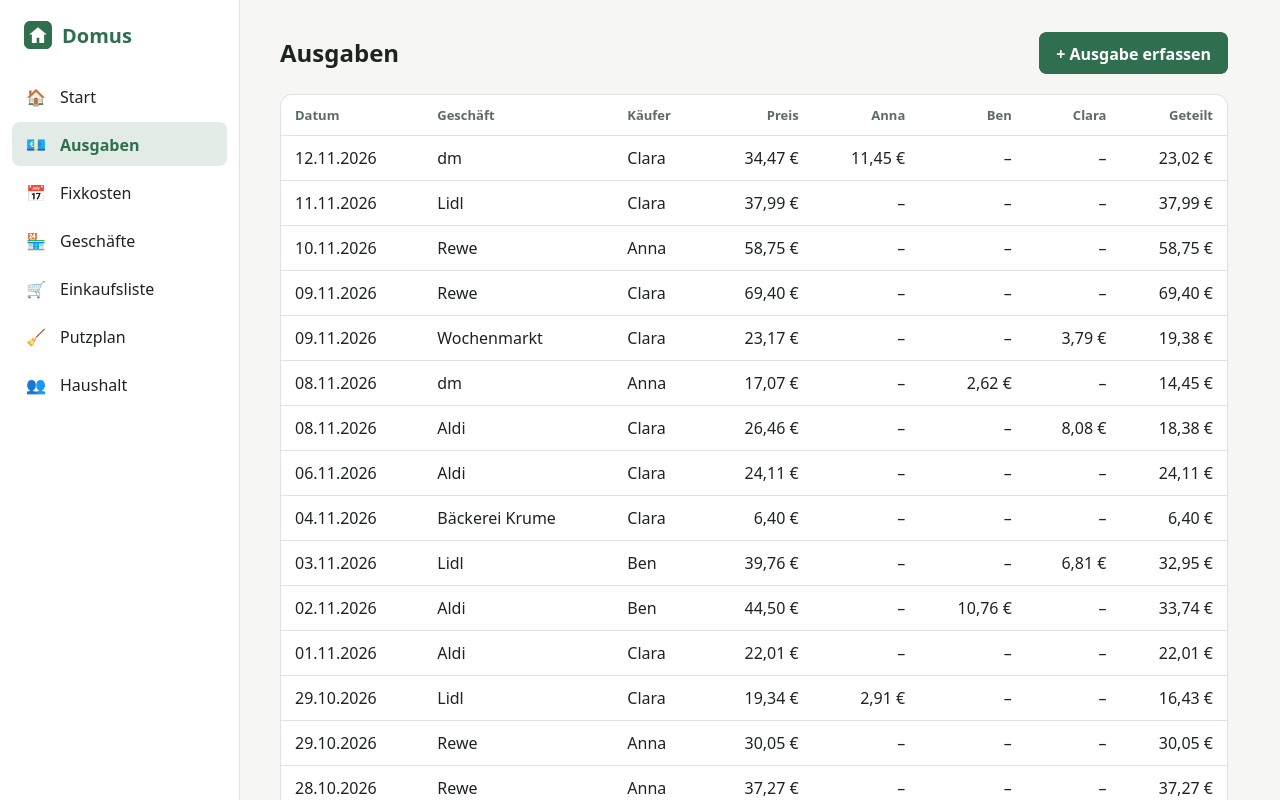 Domus
Start
Ausgaben
Fixkosten
Geschäfte
Einkaufsliste
Putzplan
Haushalt
Ausgaben
+ Ausgabe erfassen
Datum Geschäft Käufer Preis Anna Ben Clara Geteilt
12.11.2026 dm Clara 34,47 € 11,45 € – – 23,02 €
11.11.2026 Lidl Clara 37,99 € – – – 37,99 €
10.11.2026 Rewe Anna 58,75 € – – – 58,75 €
09.11.2026 Rewe Clara 69,40 € – – – 69,40 €
09.11.2026 Wochenmarkt Clara 23,17 € – – 3,79 € 19,38 €
08.11.2026 dm Anna 17,07 € – 2,62 € – 14,45 €
08.11.2026 Aldi Clara 26,46 € – – 8,08 € 18,38 €
06.11.2026 Aldi Clara 24,11 € – – – 24,11 €
04.11.2026 Bäckerei Krume Clara 6,40 € – – – 6,40 €
03.11.2026 Lidl Ben 39,76 € – – 6,81 € 32,95 €
02.11.2026 Aldi Ben 44,50 € – 10,76 € – 33,74 €
01.11.2026 Aldi Clara 22,01 € – – – 22,01 €
29.10.2026 Lidl Clara 19,34 € 2,91 € – – 16,43 €
29.10.2026 Rewe Anna 30,05 € – – – 30,05 €
28.10.2026 Rewe Anna 37,27 € – – – 37,27 €